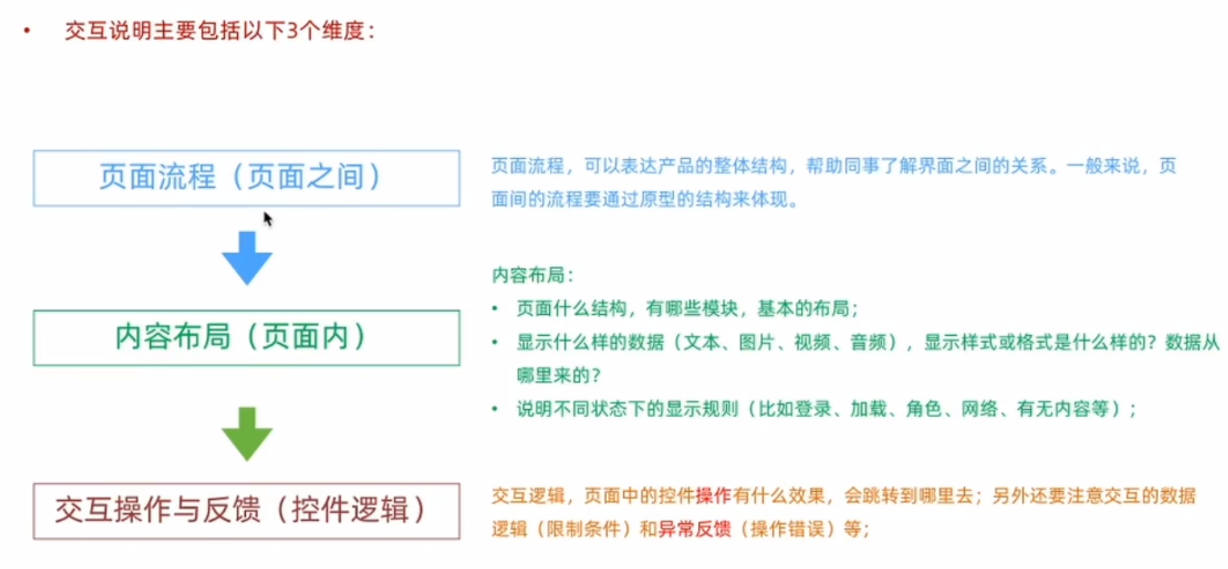 • 交互说明主要包括以下3个维度：
页面流程（页面之间）
页面流程，可以表达产品的整体结构，帮助同事了解界面之间的关系。一般来说，页
面间的流程要通过原型的结构来体现。
内容布局（页面内）
内容布局：
• 页面什么结构，有哪些模块，基本的布局；
• 显示什么样的数据（文本、图片、视频、音频），显示样式或格式是什么样的？数据从
哪里来的？
• 说明不同状态下的显示规则（比如登录、加载、角色、网络、有无内容等）；
交互操作与反馈（控件逻辑）
交互逻辑，页面中的控件操作有什么效果，会跳转到哪里去；另外还要注意交互的数据
逻辑（限制条件）和异常反馈（操作错误）等；